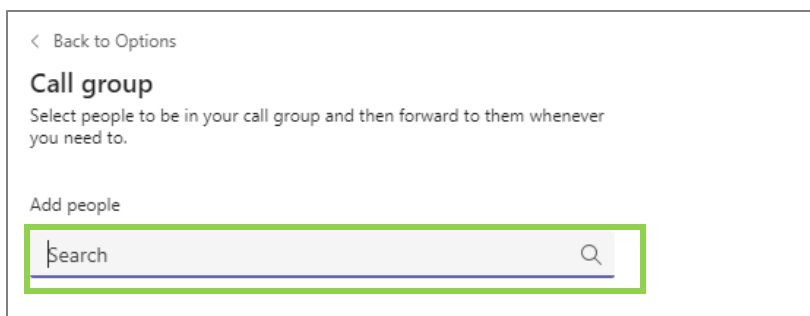 Back to Options
Call group
Select people to be in your call group and then forward to them whenever
you need to.
Add people
Search